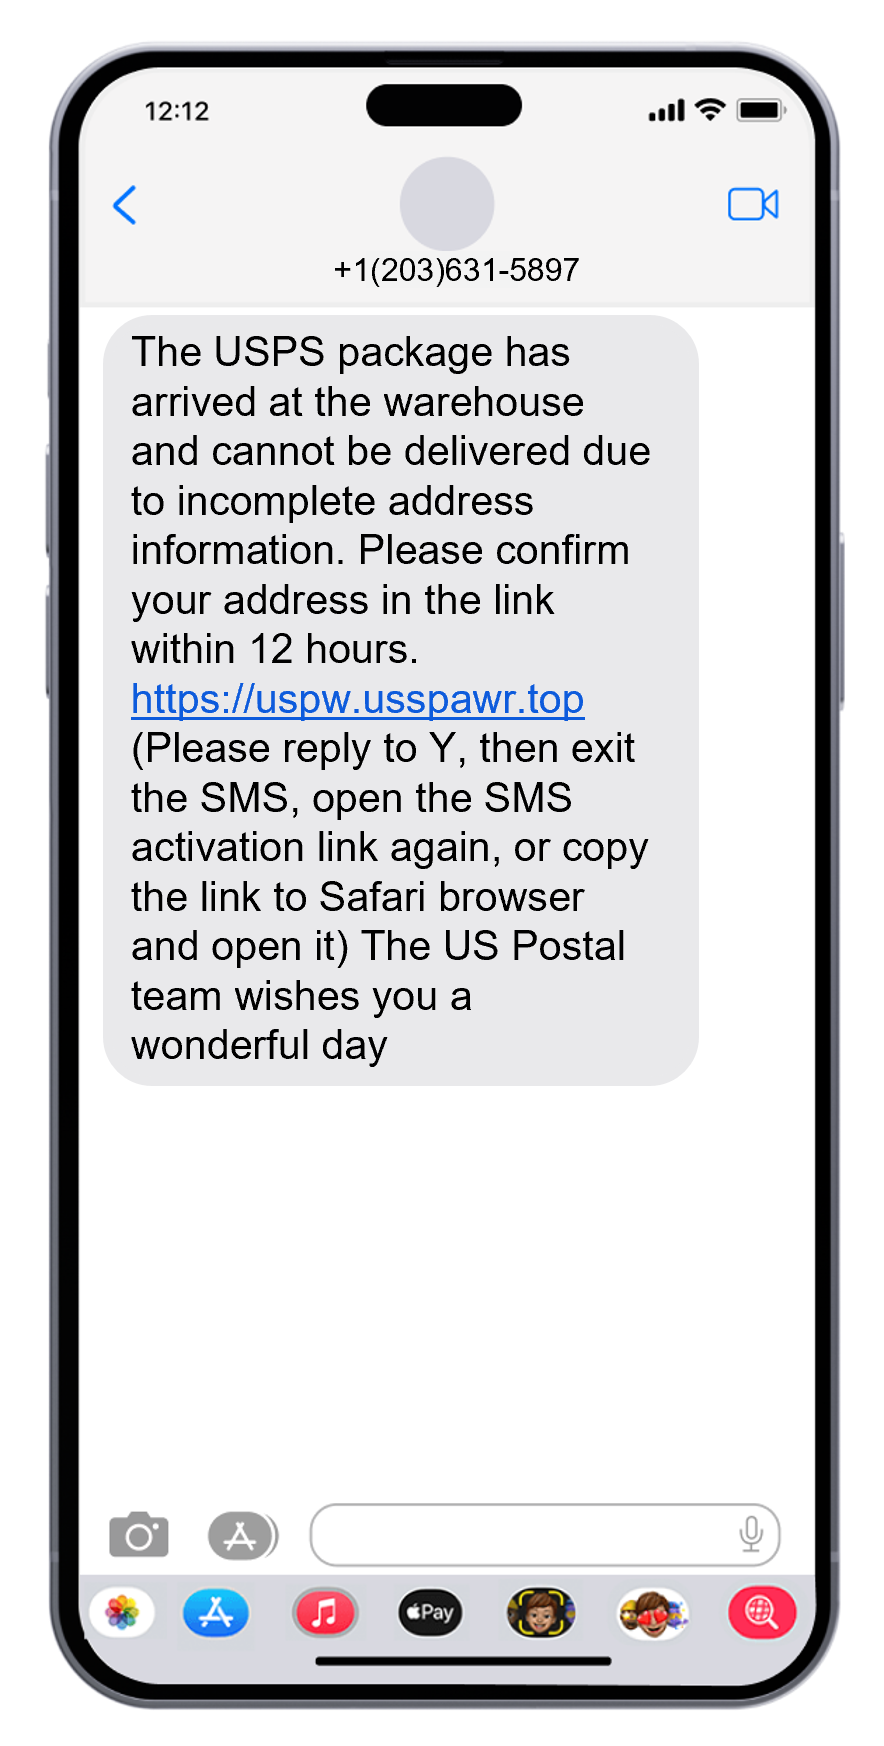 12:12
+1(203)631-5897
The USPS package has
arrived at the warehouse
and cannot be delivered due
to incomplete address
information. Please confirm
your address in the link
within 12 hours.
https://uspw.usspawr.top
(Please reply to Y, then exit
the SMS, open the SMS
activation link again, or copy
the link to Safari browser
and open it) The US Postal
team wishes you a
wonderful day
Pay